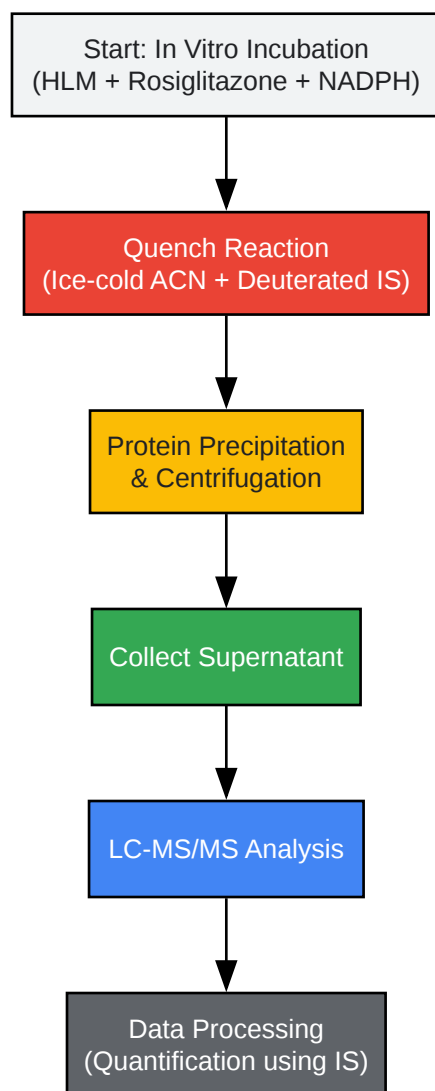 Start: In Vitro Incubation
(HLM + Rosiglitazone + NADPH)
Quench Reaction
(Ice-cold ACN + Deuterated IS)
Protein Precipitation
& Centrifugation
Collect Supernatant
LC-MS/MS Analysis
Data Processing
(Quantification using IS)